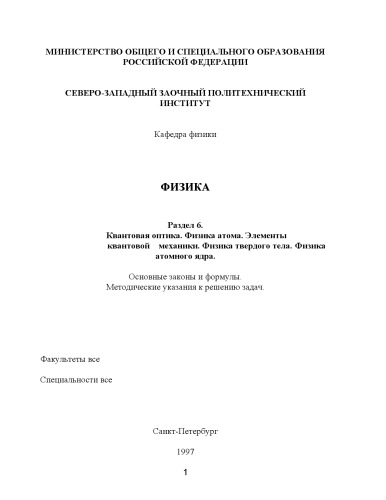 МИНИСТЕРСТВО ОБЩЕГО И СПЕЦИАЛЬНОГО ОБРАЗОВАНИЯ
РОССИЙСКОЙ ФЕДЕРАЦИИ
СЕВЕРО-ЗАПАДНЫЙ ЗАОЧНЫЙ ПОЛИТЕХНИЧЕСКИЙ
ИНСТИТУТ
Кафедра физики
ФИЗИКА
Раздел 6.
Квантовая оптика. Физика атома. Элементы
квантовой механики. Физика твердого тела. Физика
атомного ядра.
Основные законы и формулы.
Методические указания к решению задач.
Факультеты все
Специальности все
Санкт-Петербург
1997
1